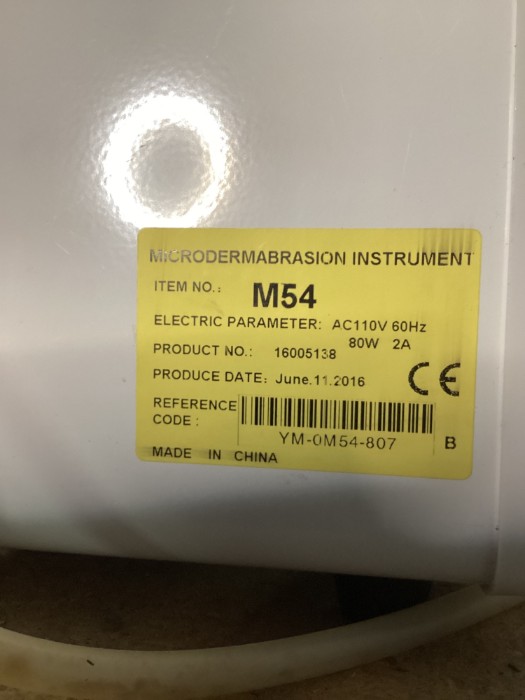 MICRODERMABRASION INSTRUMENT
ITEM NO.: M54
ELECTRIC PARAMETER: AC110V 60Hz
80W 2A
PRODUCT NO.: 16005138
PRODUCE DATE: June.11.2016
CE
REFERENCE
CODE :
YM-0M54-807
B
MADE IN CHINA